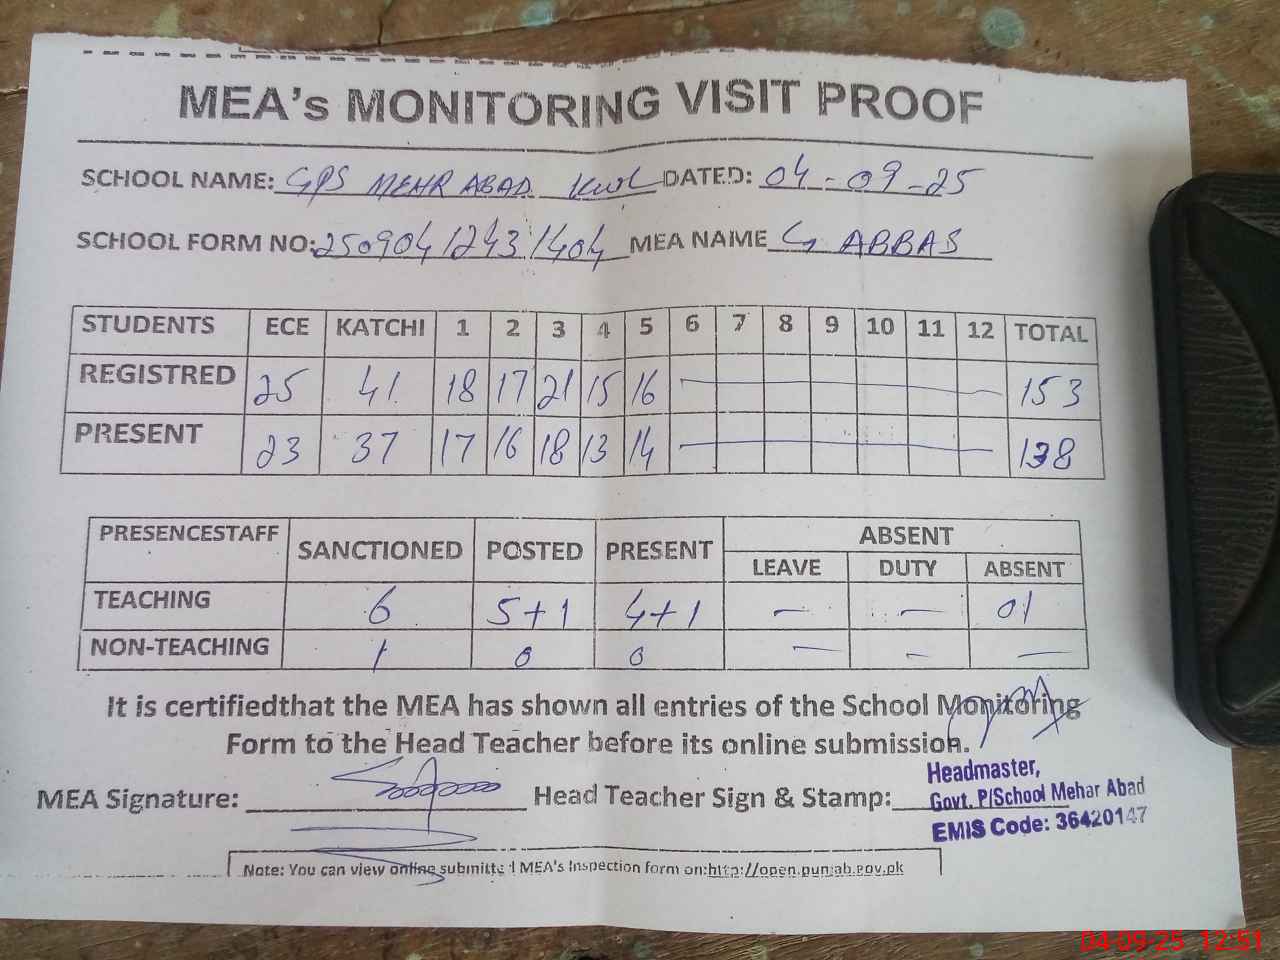 MEA's MONITORING VISIT PROOF
SCHOOL NAME: GPS MEHR ABAD KWL DATED: 04-09-25
SCHOOL FORM NO: 25090412431404 MEA NAME G ABBAS
STUDENTS ECE KATCHI 1 2 3 4 5 6 7 8 9 10 11 12 TOTAL
REGISTRED 25 41 18 17 21 15 16 153
PRESENT 23 37 17 16 18 13 14 138
PRESENCESTAFF SANCTIONED POSTED PRESENT ABSENT
LEAVE DUTY ABSENT
TEACHING 6 5+1 4+1 — — 01
NON-TEACHING 1 0 0 — — —
It is certifiedthat the MEA has shown all entries of the School Monitoring
Form to the Head Teacher before its online submission.
MEA Signature: Head Teacher Sign & Stamp:
Headmaster,
Govt. P/School Mehar Abad
EMIS Code: 36420147
Note: You can view online submitted MEA's Inspection form on:http://open.punjab.gov.pk
04-09-25 12:51